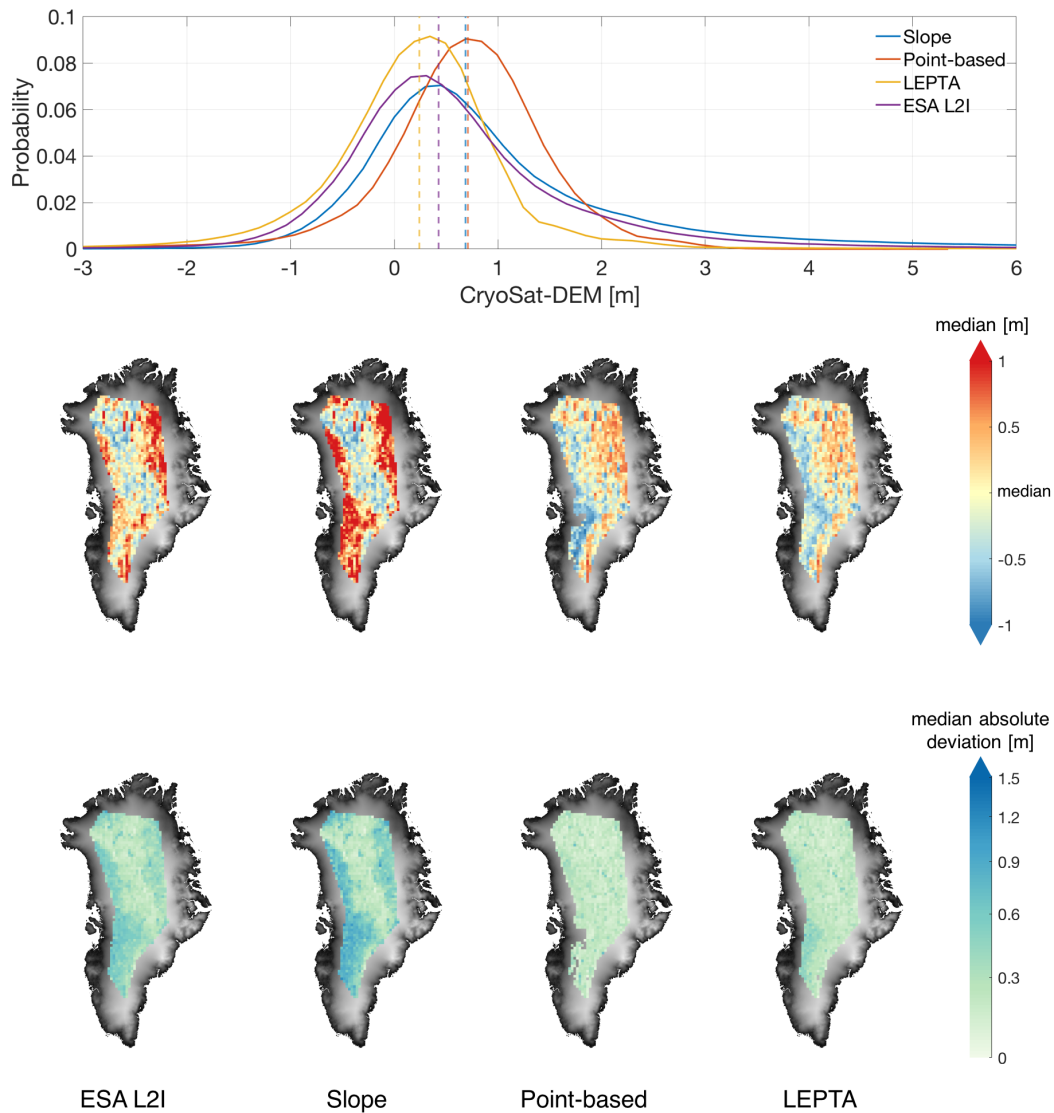 0.1
0.08
0.06
0.04
0.02
0
Probability
-3 -2 -1 0 1 2 3 4 5 6
CryoSat-DEM [m]
Slope
Point-based
LEPTA
ESA L2I
median [m]
1
0.5
median
-0.5
-1
median absolute
deviation [m]
1.5
1.2
0.9
0.6
0.3
0
ESA L2I Slope Point-based LEPTA